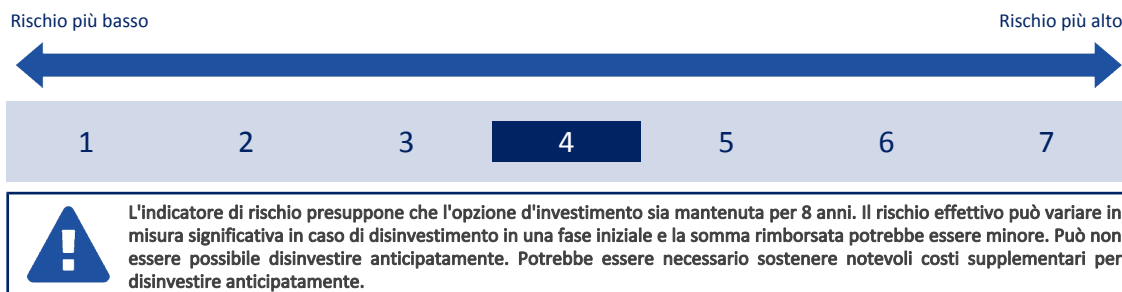 Rischio più basso Rischio più alto
1 2 3 4 5 6 7
L'indicatore di rischio presuppone che l'opzione d'investimento sia mantenuta per 8 anni. Il rischio effettivo può variare in
misura significativa in caso di disinvestimento in una fase iniziale e la somma rimborsata potrebbe essere minore. Può non
essere possibile disinvestire anticipatamente. Potrebbe essere necessario sostenere notevoli costi supplementari per
disinvestire anticipatamente.